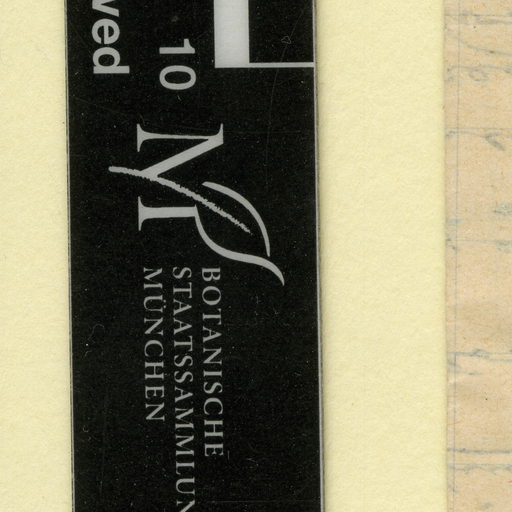 ved
10
BOTANISCHE
STAATSSAMMLUN
MÜNCHEN